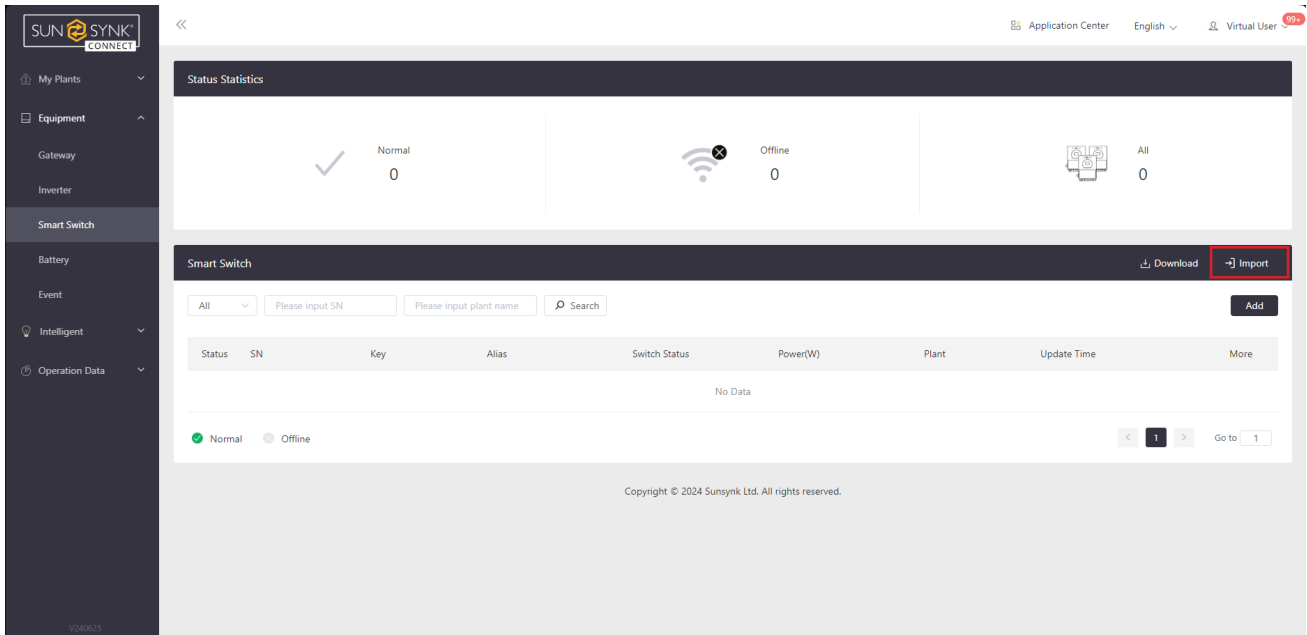 SUN SYNK®
CONNECT
Application Center English Virtual User 99+
My Plants
Equipment
Gateway
Inverter
Smart Switch
Battery
Event
Intelligent
Operation Data
V240625
Status Statistics
Normal
0
Offline
0
All
0
Smart Switch Download Import
All Please input SN Please input plant name Search Add
Status SN Key Alias Switch Status Power(W) Plant Update Time More
No Data
Normal Offline < 1 > Go to 1
Copyright © 2024 Sunsynk Ltd. All rights reserved.